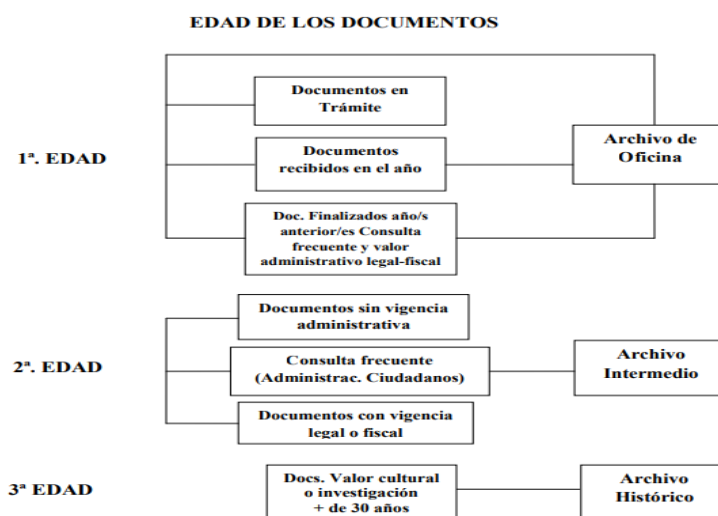 EDAD DE LOS DOCUMENTOS
1ª. EDAD
Documentos en
Trámite
Documentos
recibidos en el año
Doc. Finalizados año/s
anterior/es Consulta
frecuente y valor
administrativo legal-fiscal
Archivo de
Oficina
2ª. EDAD
Documentos sin vigencia
administrativa
Consulta frecuente
(Administrac. Ciudadanos)
Documentos con vigencia
legal o fiscal
Archivo
Intermedio
3ª EDAD
Docs. Valor cultural
o investigación
+ de 30 años
Archivo
Histórico